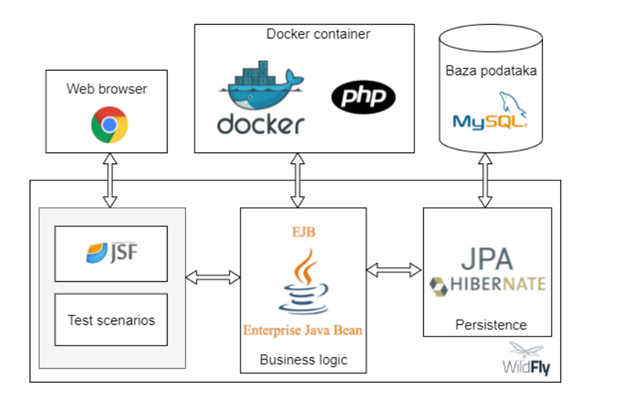 Docker container
Web browser
docker
php
Baza podataka
MySQL
JSF
Test scenarios
EJB
Enterprise Java Bean
Business logic
JPA
HIBERNATE
Persistence
WildFly